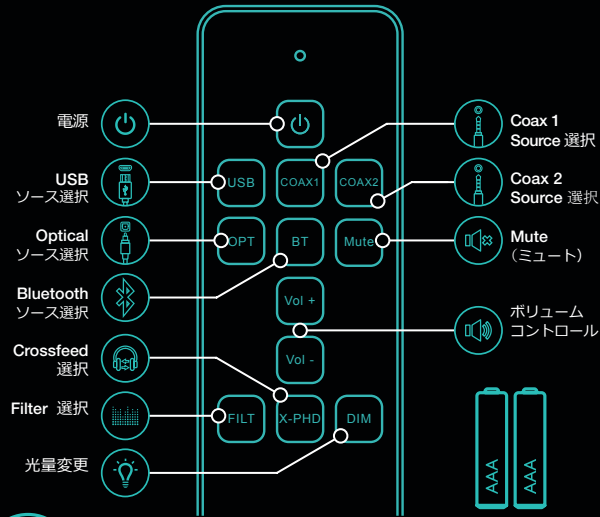 電源
Coax 1
Source 選択
USB
ソース選択
USB
COAX1
COAX2
Coax 2
Source 選択
Optical
ソース選択
OPT
BT
Mute
Mute
（ミュート）
Bluetooth
ソース選択
Vol +
ボリューム
コントロール
Vol -
Crossfeed
選択
Filter 選択
FILT
X-PHD
DIM
光量変更
AAA
AAA